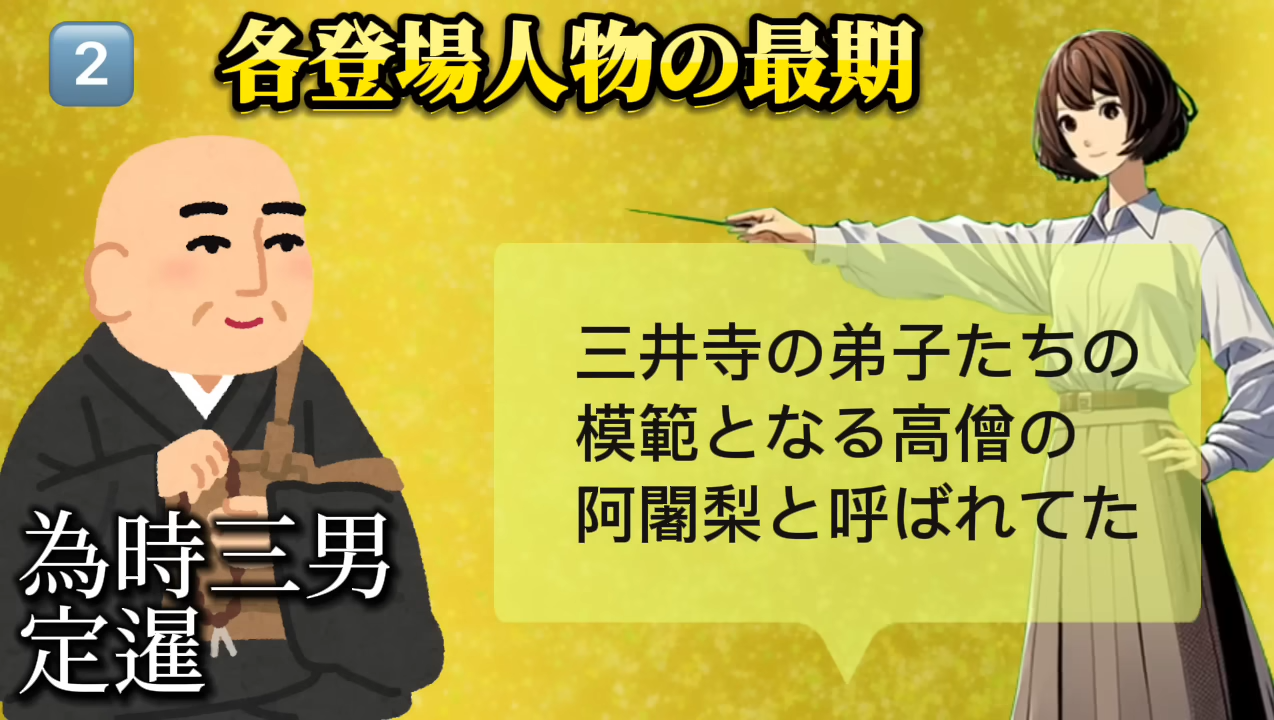 2
各登場人物の最期
三井寺の弟子たちの
模範となる高僧の
阿闍梨と呼ばれてた
為時三男
定暹